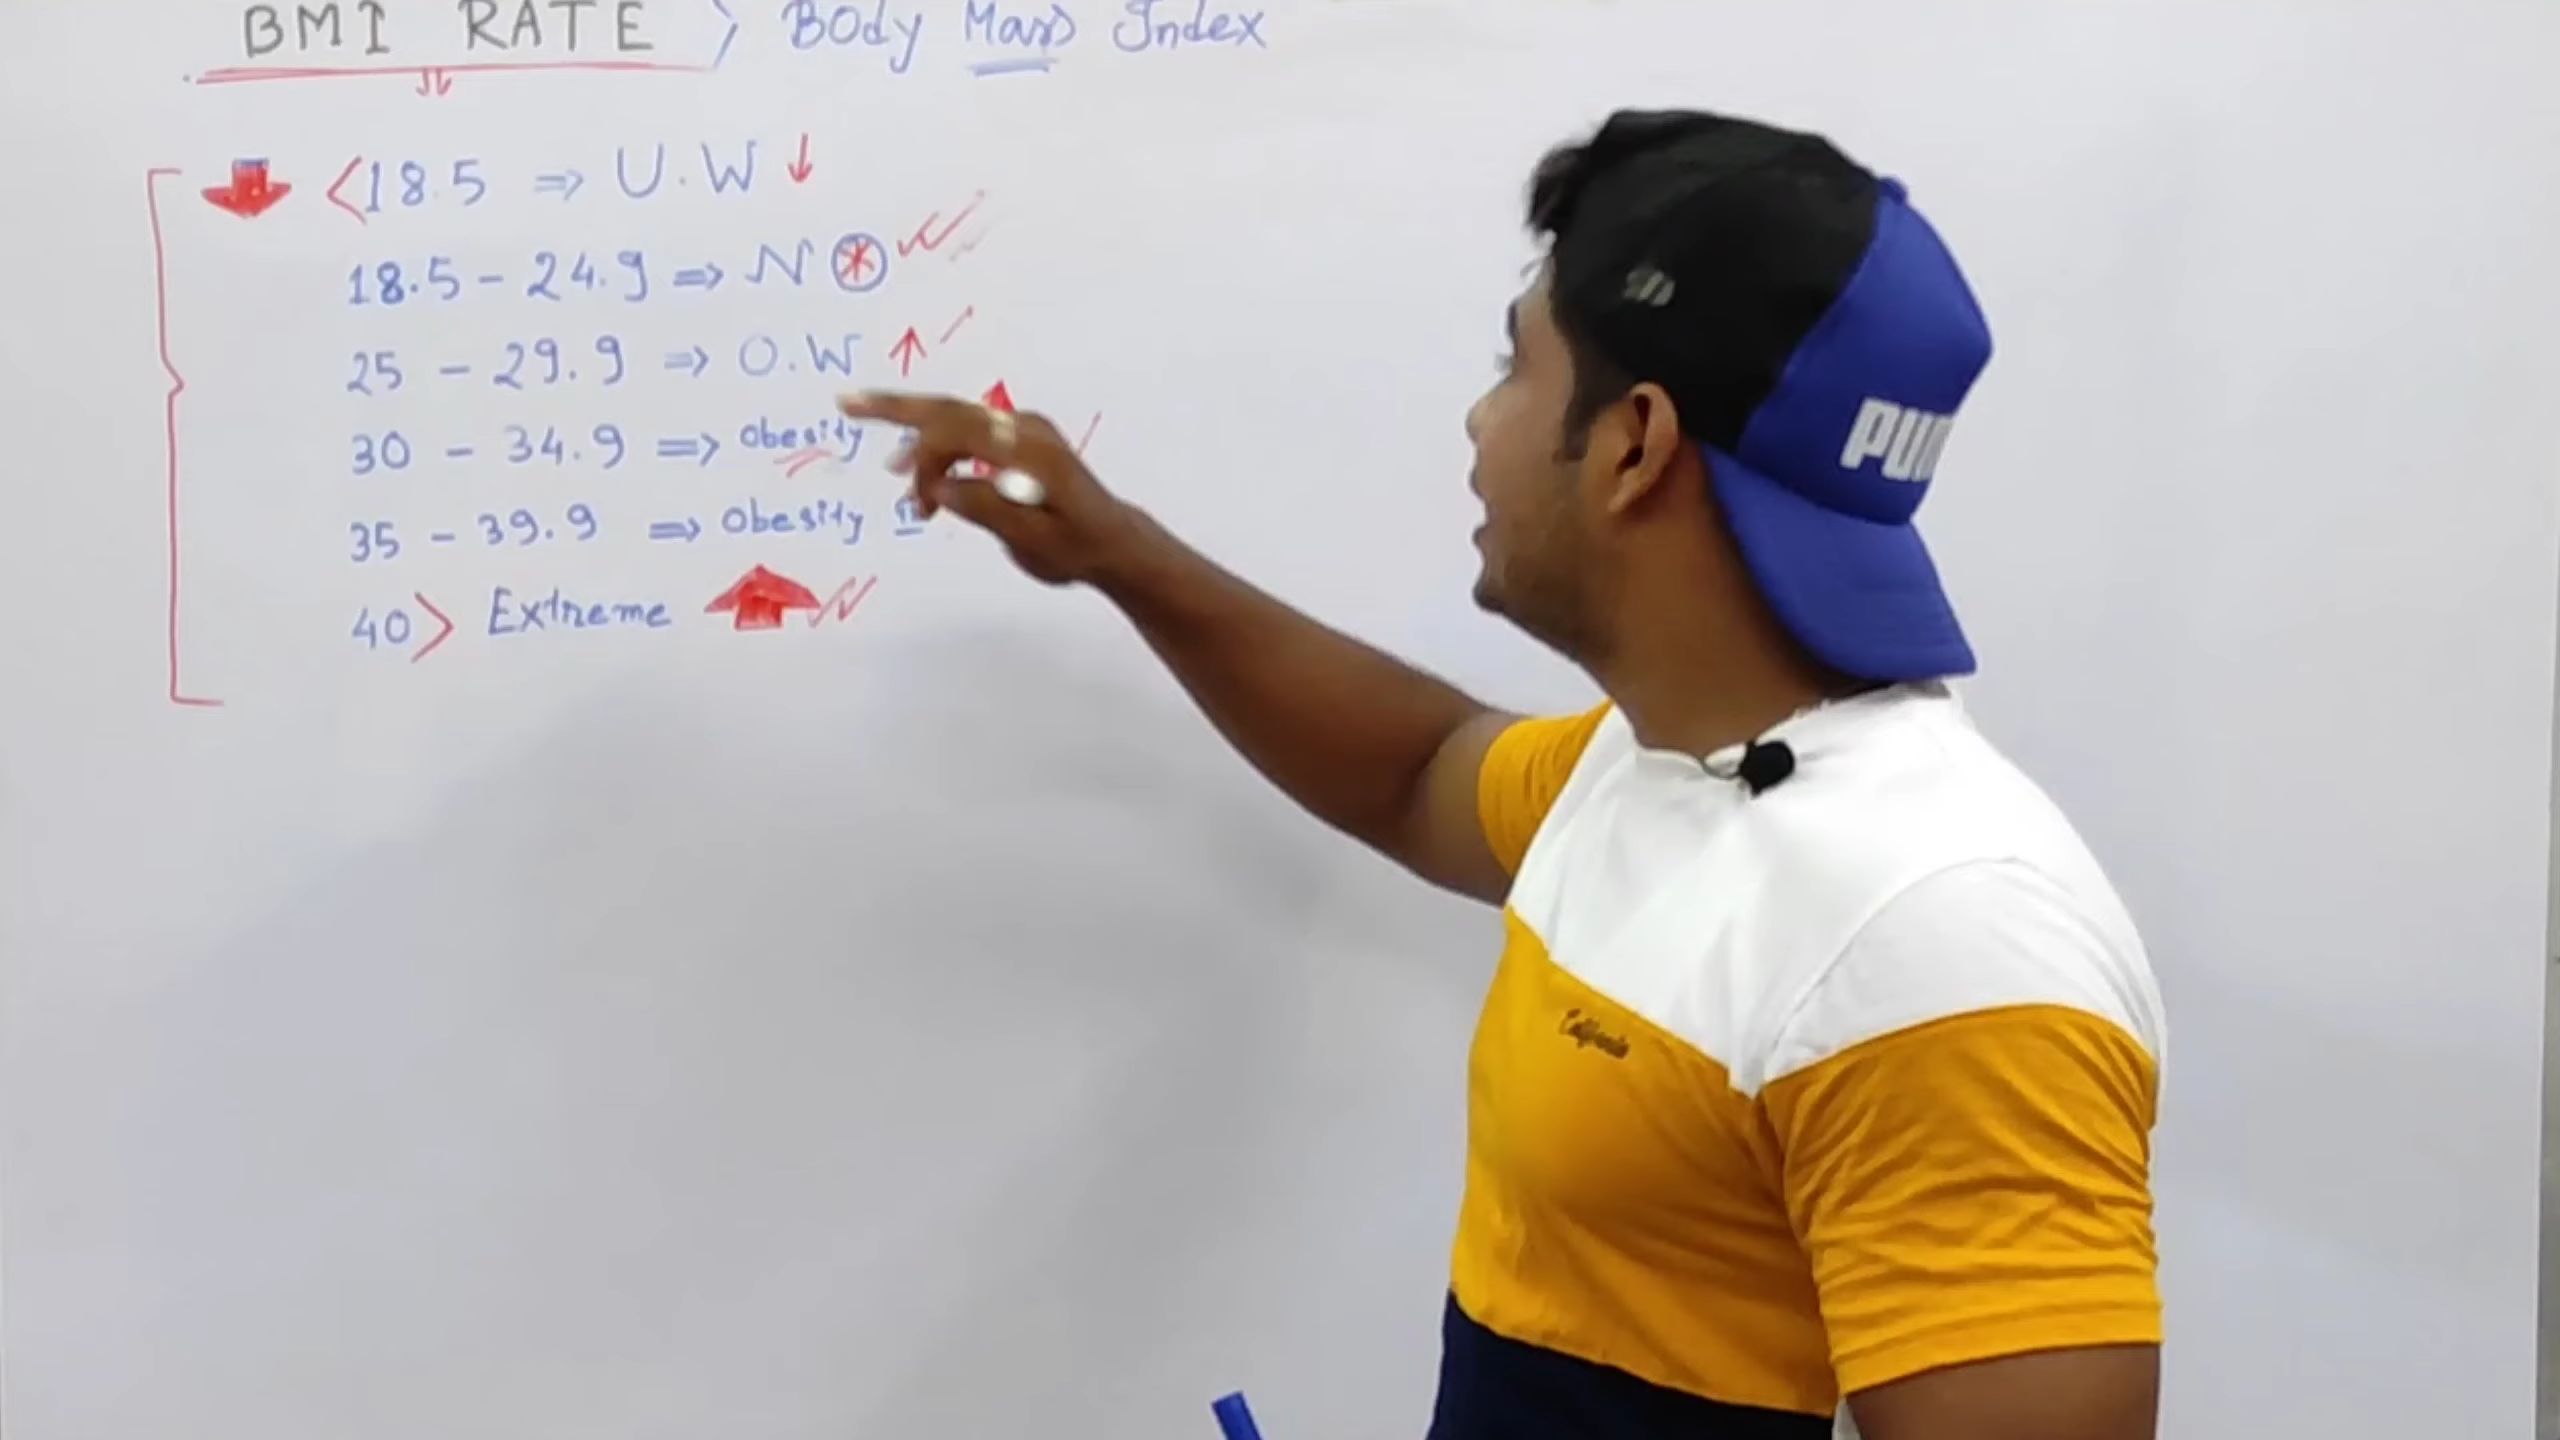 BMI RATE > Body Mass Index
<18.5 => U.W ↓
18.5 - 24.9 => N
25 - 29.9 => O.W ↑
30 - 34.9 => Obesity
35 - 39.9 => Obesity II
40> Extreme
PUM
California